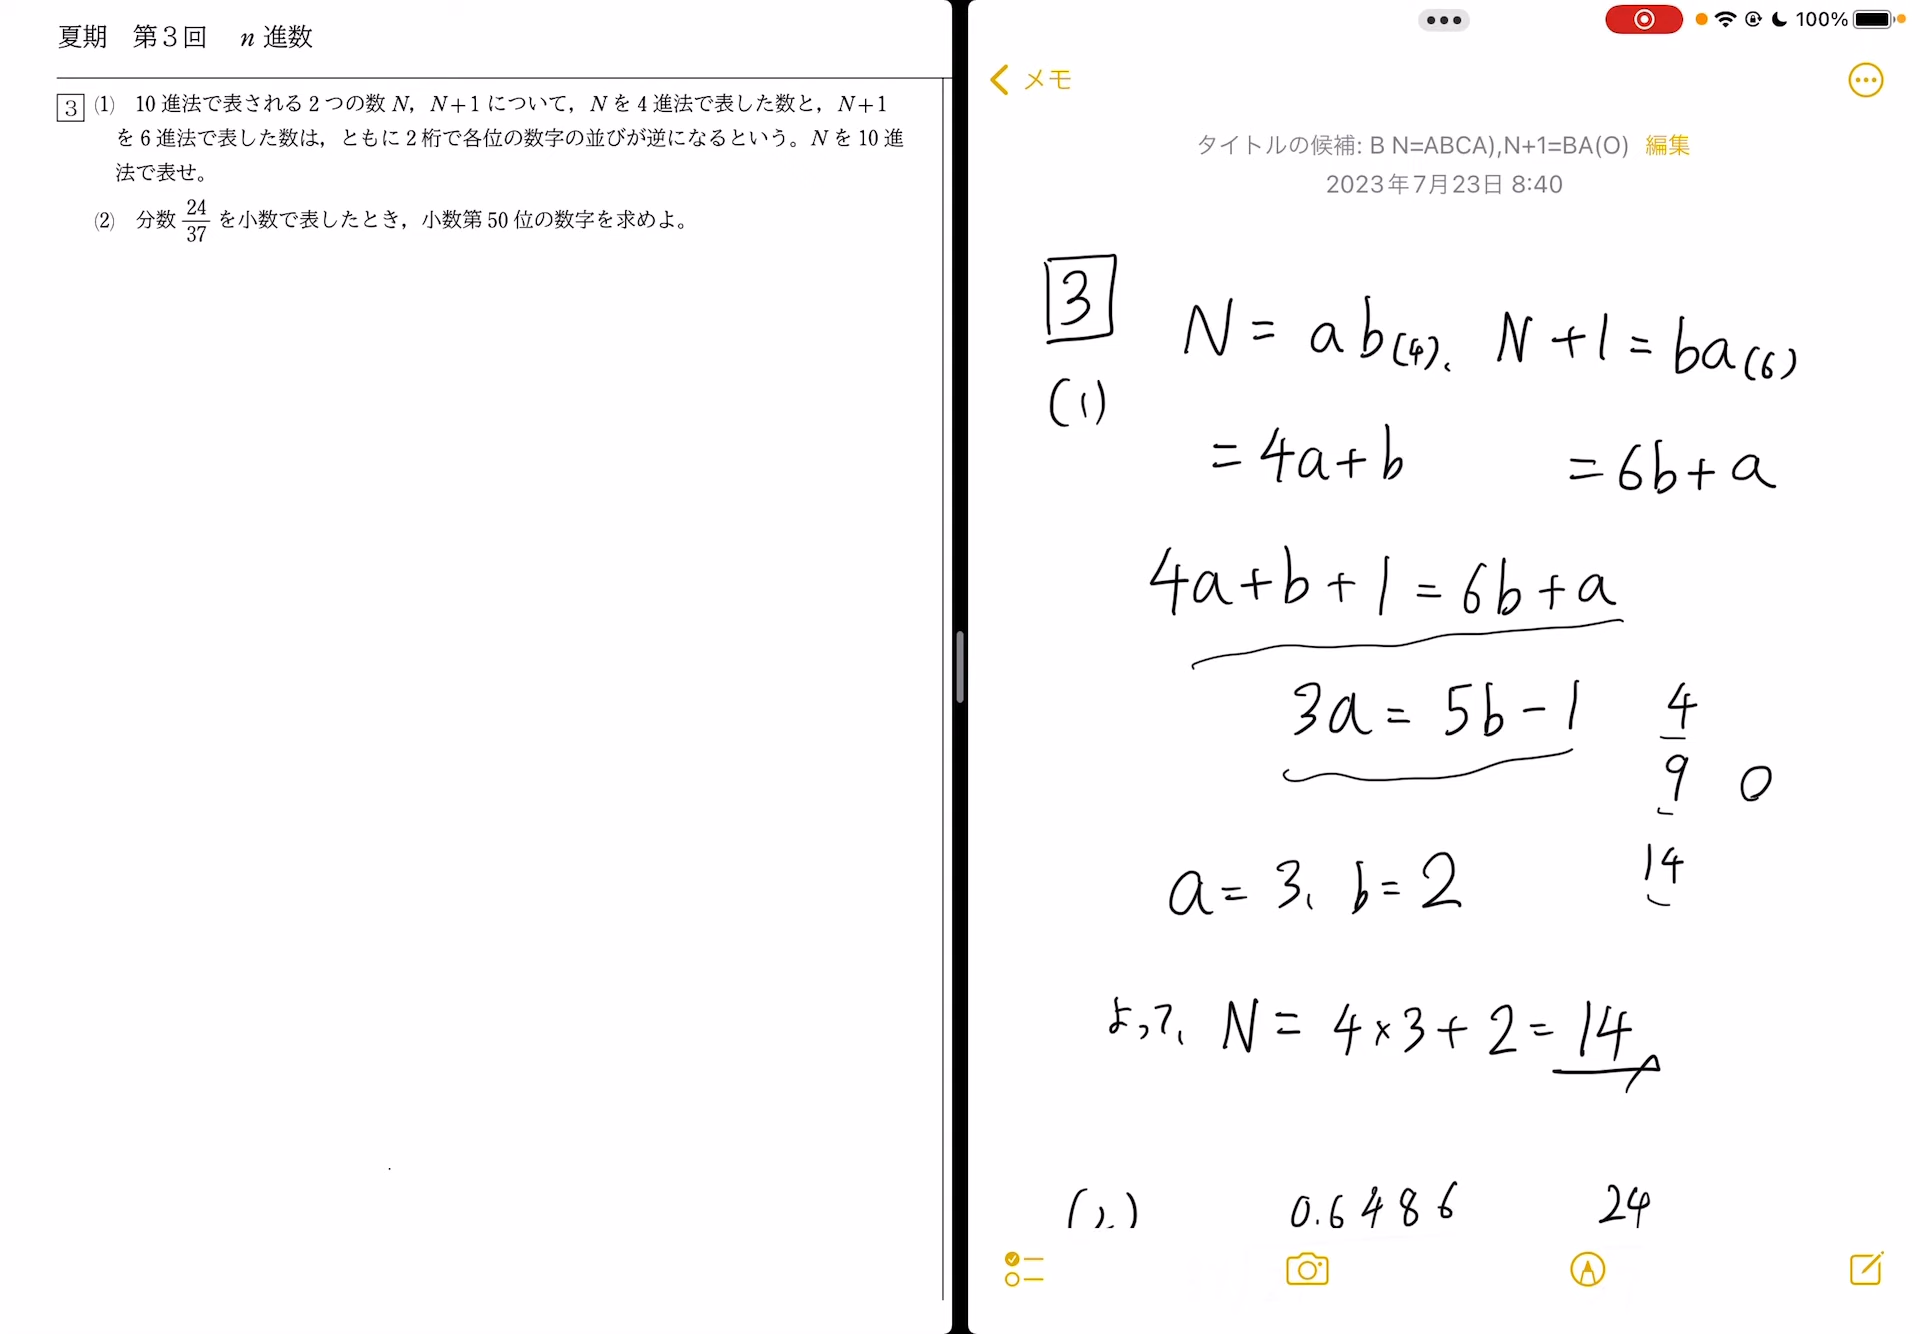 夏期 第3回 n 進数
3 (1) 10 進法で表される 2 つの数 N, N+1 について, N を 4 進法で表した数と, N+1
を 6 進法で表した数は, ともに 2 桁で各位の数字の並びが逆になるという。N を 10 進
法で表せ。
(2) 分数 24/37 を小数で表したとき, 小数第 50 位の数字を求めよ。
100%
メモ
タイトルの候補: B N=ABCA),N+1=BA(O) 編集
2023年7月23日 8:40
3 N = ab(4)、 N+1 = ba(6)
(1)
= 4a+b = 6b+a
4a+b+1 = 6b+a
3a = 5b-1 4
9 0
14
a = 3、 b = 2
よって、 N = 4×3+2 = 14
(2) 0.6486 24